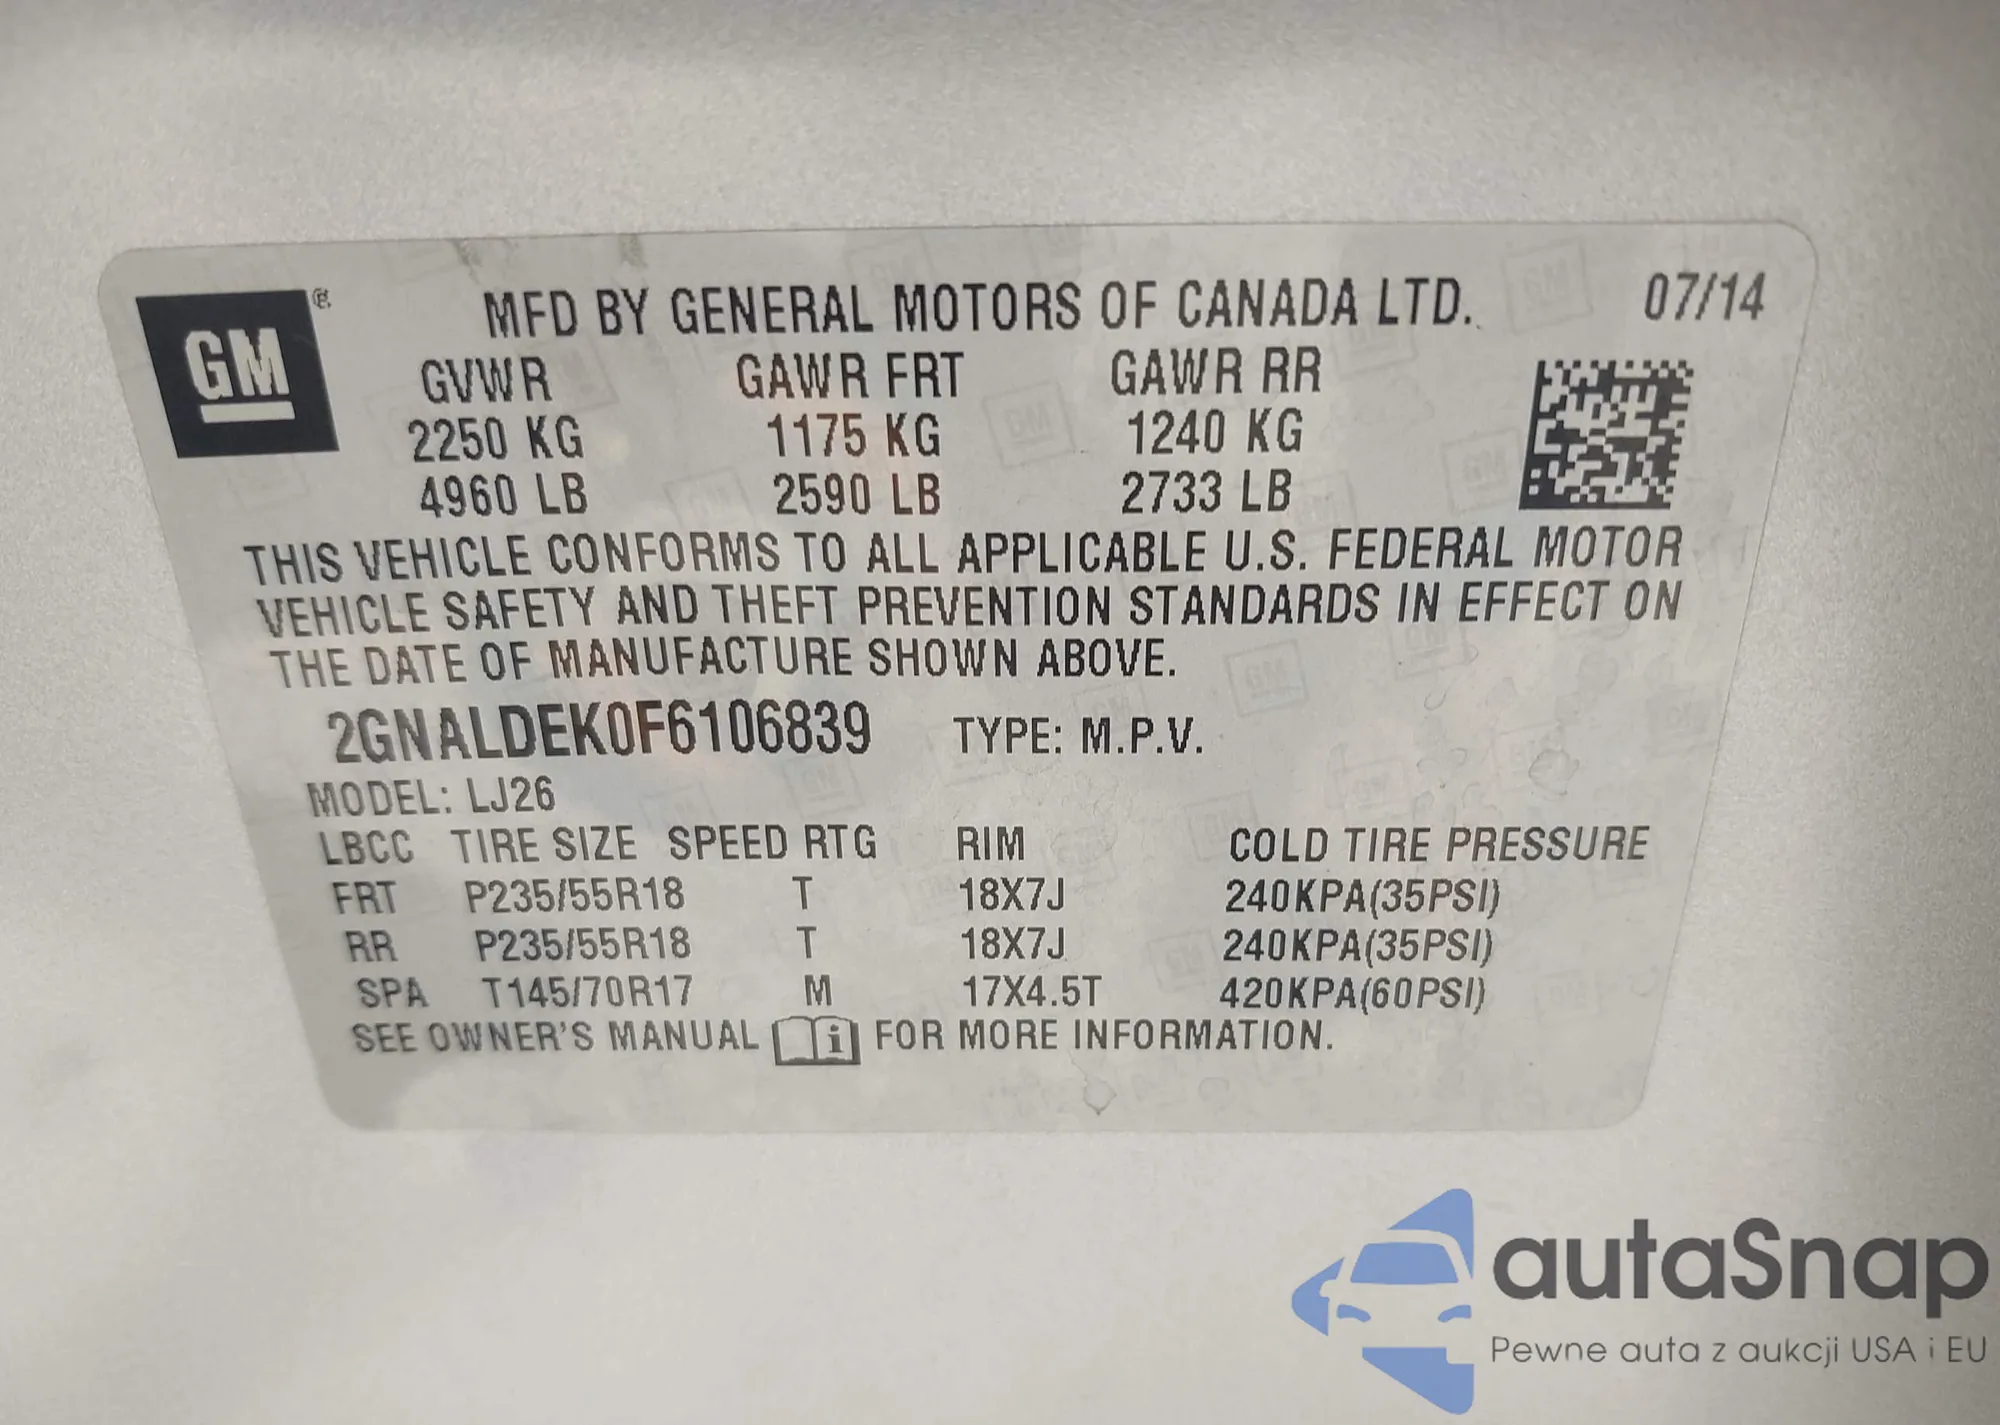 GM ®
MFD BY GENERAL MOTORS OF CANADA LTD. 07/14
GVWR GAWR FRT GAWR RR
2250 KG 1175 KG 1240 KG
4960 LB 2590 LB 2733 LB
THIS VEHICLE CONFORMS TO ALL APPLICABLE U.S. FEDERAL MOTOR
VEHICLE SAFETY AND THEFT PREVENTION STANDARDS IN EFFECT ON
THE DATE OF MANUFACTURE SHOWN ABOVE.
2GNALDEK0F6106839 TYPE: M.P.V.
MODEL: LJ26
LBCC TIRE SIZE SPEED RTG RIM COLD TIRE PRESSURE
FRT P235/55R18 T 18X7J 240KPA(35PSI)
RR P235/55R18 T 18X7J 240KPA(35PSI)
SPA T145/70R17 M 17X4.5T 420KPA(60PSI)
SEE OWNER'S MANUAL i FOR MORE INFORMATION.
autaSnap
Pewne auta z aukcji USA i EU